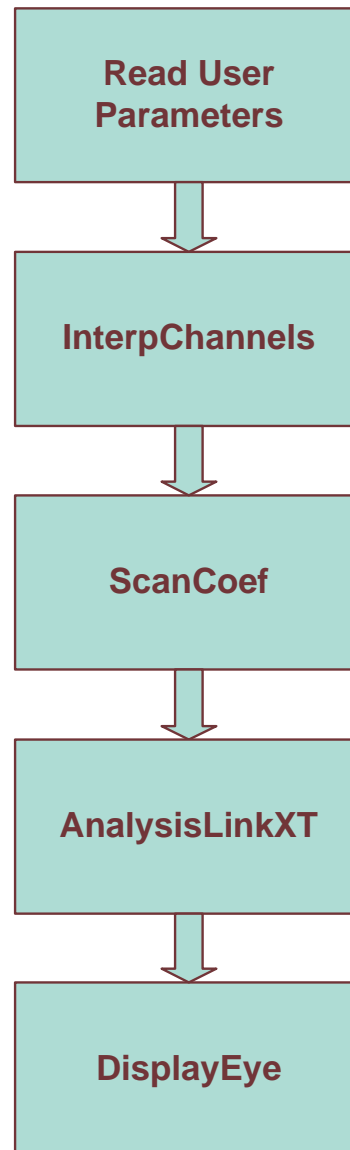 Read User
Parameters
InterpChannels
ScanCoef
AnalysisLinkXT
DisplayEye